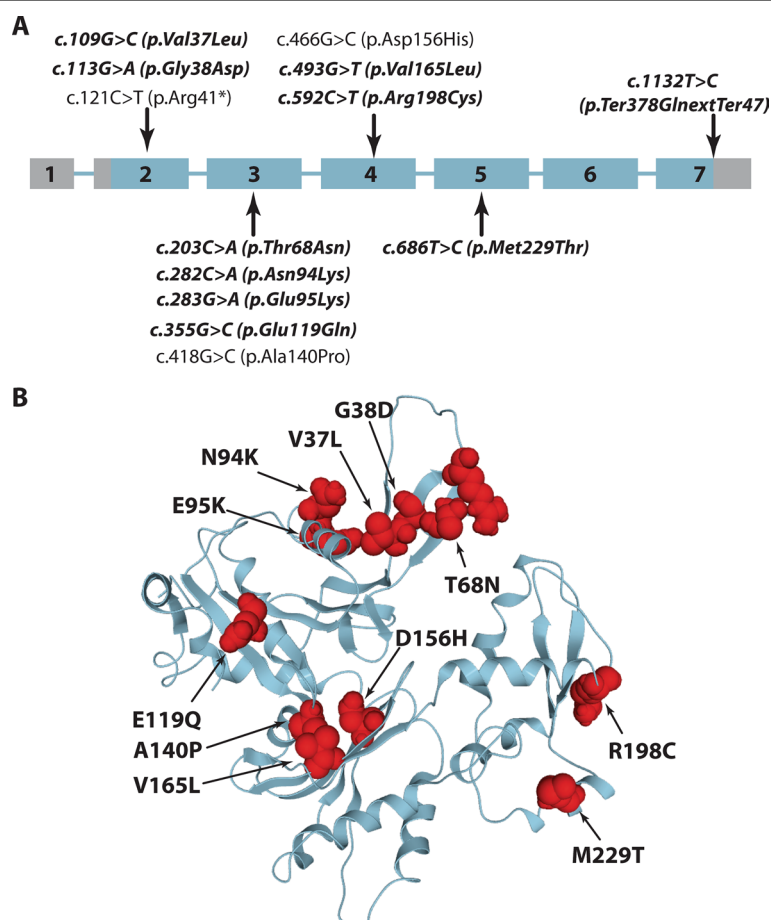 A
c.109G>C (p.Val37Leu)
c.113G>A (p.Gly38Asp)
c.121C>T (p.Arg41*)
c.466G>C (p.Asp156His)
c.493G>T (p.Val165Leu)
c.592C>T (p.Arg198Cys)
c.1132T>C
(p.Ter378GlnextTer47)
1 2 3 4 5 6 7
c.203C>A (p.Thr68Asn)
c.282C>A (p.Asn94Lys)
c.283G>A (p.Glu95Lys)
c.355G>C (p.Glu119Gln)
c.418G>C (p.Ala140Pro)
c.686T>C (p.Met229Thr)
B
G38D
V37L
N94K
E95K
T68N
D156H
E119Q
A140P
V165L
R198C
M229T